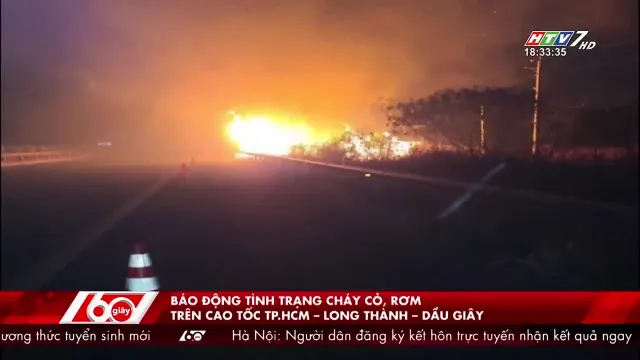 HTV7 HD
18:33:35
60 giây
BÁO ĐỘNG TÌNH TRẠNG CHÁY CỎ, RƠM
TRÊN CAO TỐC TP.HCM – LONG THÀNH – DẦU GIÂY
ương thức tuyển sinh mới Hà Nội: Người dân đăng ký kết hôn trực tuyến nhận kết quả ngay